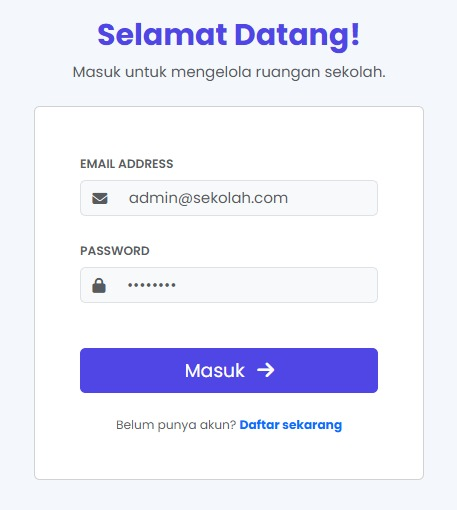 Selamat Datang!
Masuk untuk mengelola ruangan sekolah.
EMAIL ADDRESS
admin@sekolah.com
PASSWORD
••••••••
Masuk →
Belum punya akun? Daftar sekarang